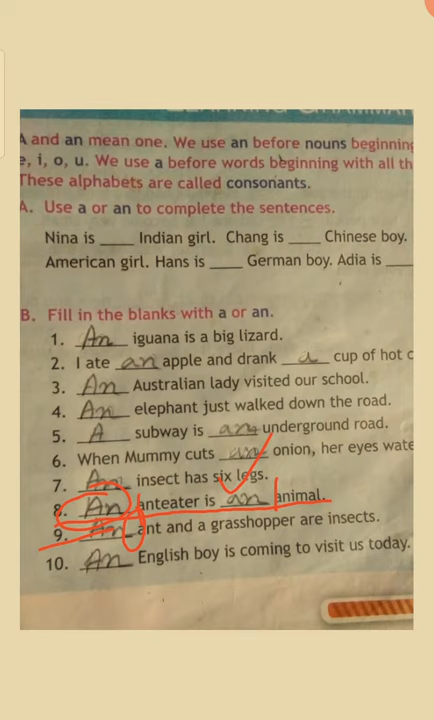 A and an mean one. We use an before nouns beginning
e, i, o, u. We use a before words beginning with all th
These alphabets are called consonants.
A. Use a or an to complete the sentences.
Nina is ____ Indian girl. Chang is ____ Chinese boy.
American girl. Hans is ____ German boy. Adia is ____
B. Fill in the blanks with a or an.
1. An iguana is a big lizard.
2. I ate an apple and drank a cup of hot c
3. An Australian lady visited our school.
4. An elephant just walked down the road.
5. A subway is an underground road.
6. When Mummy cuts an onion, her eyes wate
7. An insect has six legs.
8. An anteater is an animal.
9. An ant and a grasshopper are insects.
10. An English boy is coming to visit us today.